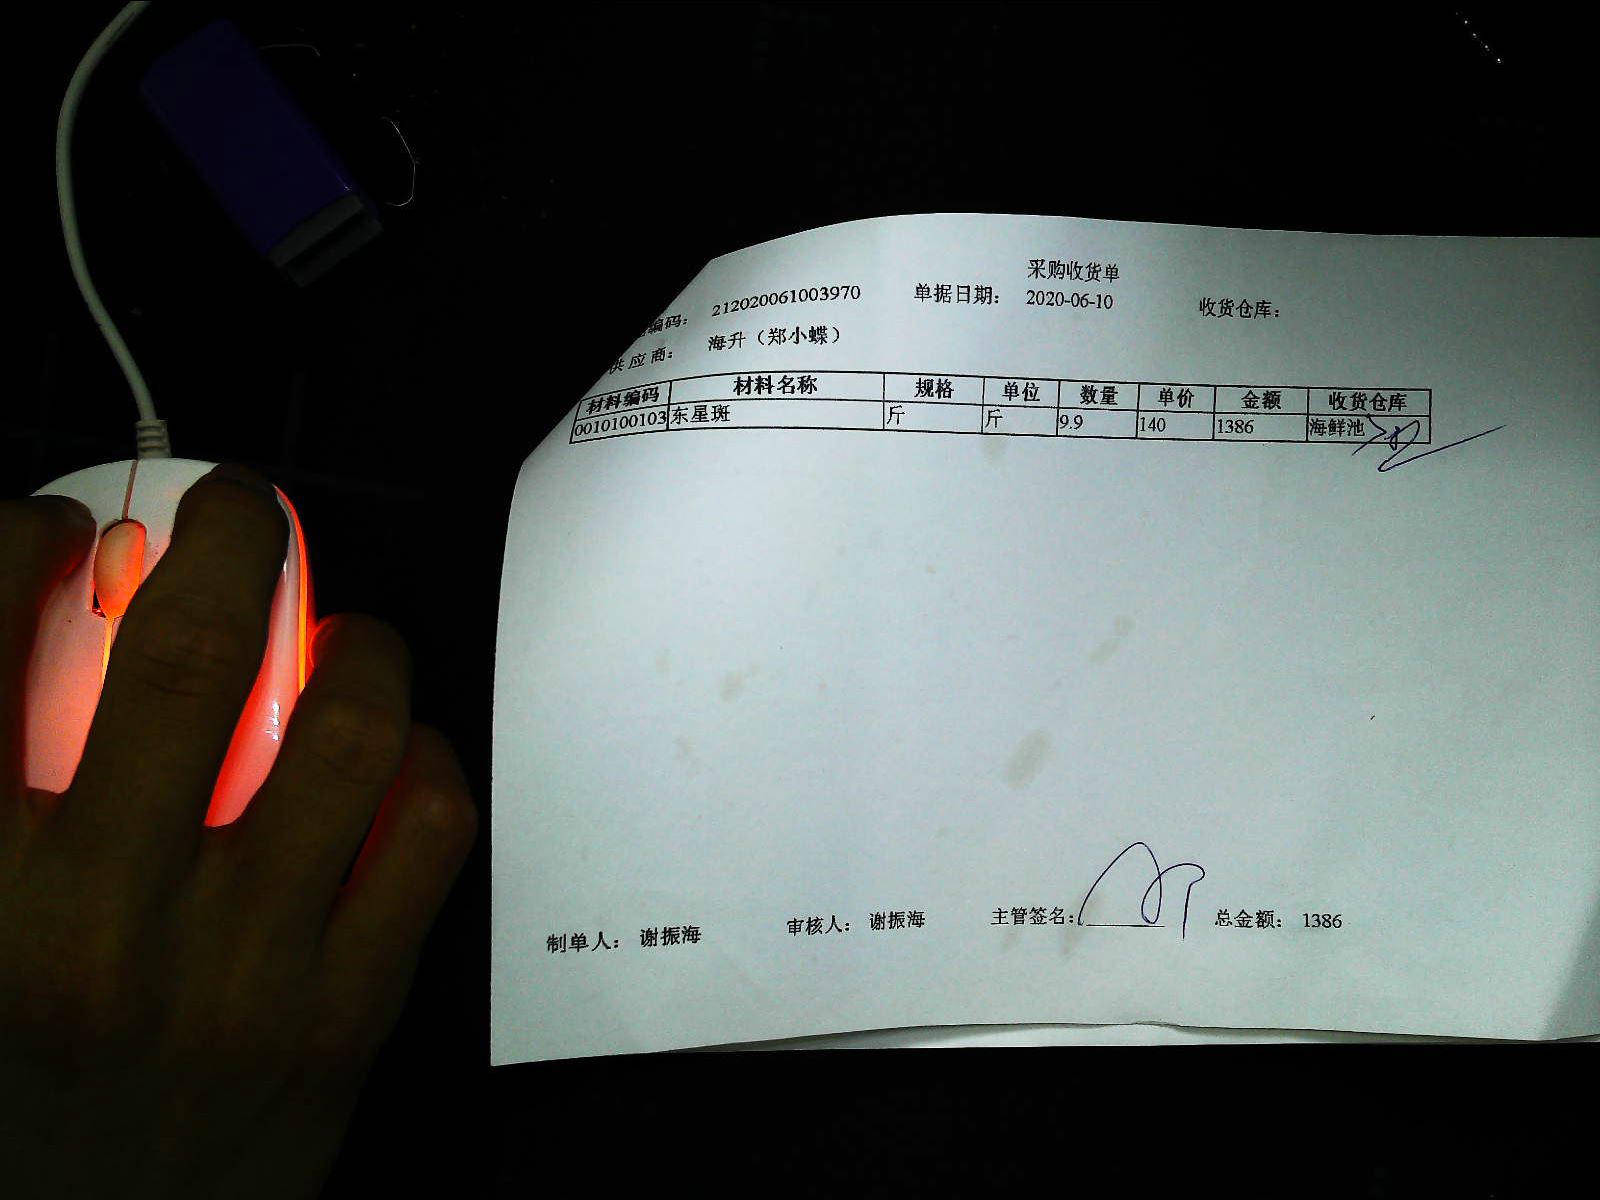 采购收货单
编码： 212020061003970 单据日期： 2020-06-10 收货仓库：
供应商： 海升（郑小蝶）
材料编码 材料名称 规格 单位 数量 单价 金额 收货仓库
0010100103 东星斑 斤 斤 9.9 140 1386 海鲜池
制单人： 谢振海 审核人： 谢振海 主管签名： 总金额： 1386